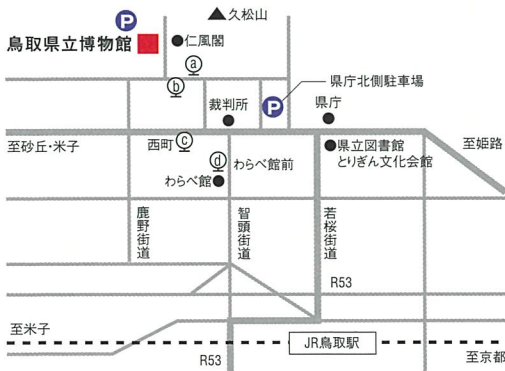 久松山
P
鳥取県立博物館
仁風閣
a
b
県庁北側駐車場
P
裁判所
県庁
至砂丘・米子
西町
c
県立図書館
とりぎん文化会館
至姫路
d
わらべ館前
わらべ館
鹿野街道
智頭街道
若桜街道
R53
至米子
JR鳥取駅
R53
至京都